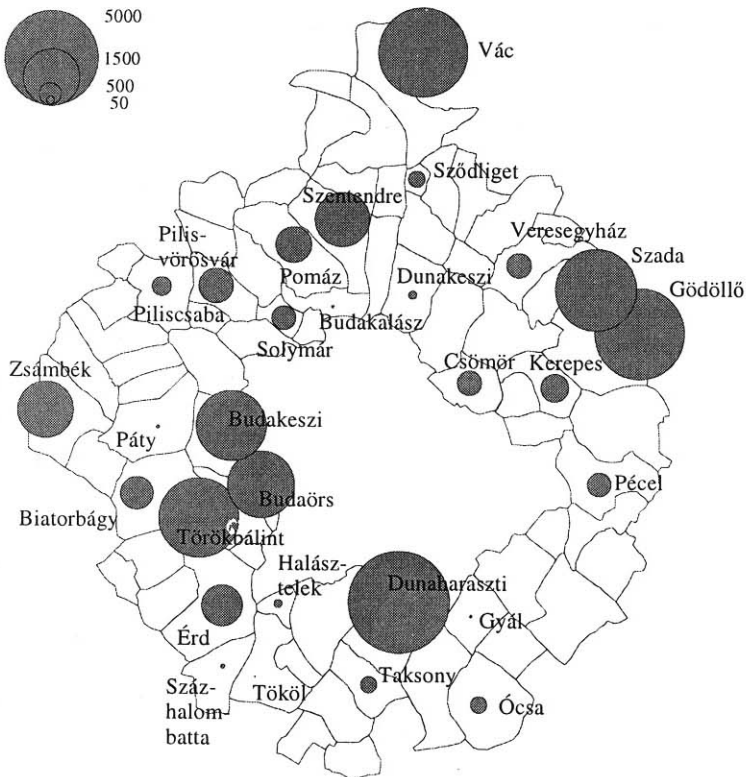 5000
1500
500
50
Vác
Sződliget
Szentendre
Veresegyház
Pilis-
vörösvár
Szada
Pomáz
Dunakeszi
Gödöllő
Piliscsaba
Budakalász
Solymár
Zsámbék
Csömör
Kerepes
Budakeszi
Páty
Pécel
Budaörs
Biatorbágy
Törökbálint
Halász-
telek
Dunaharaszti
Gyál
Érd
Taksony
Száz-
halom-
batta
Tököl
Ócsa